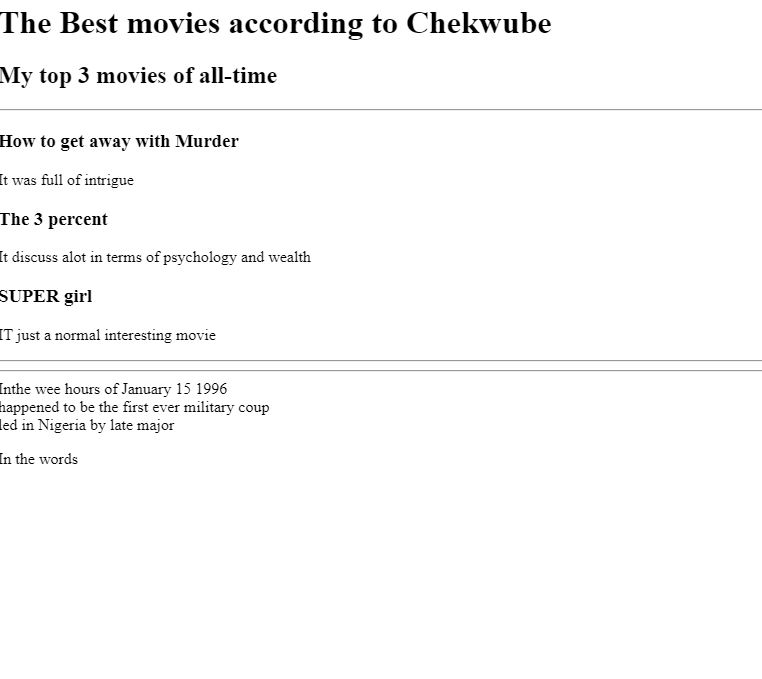 The Best movies according to Chekwube
My top 3 movies of all-time
How to get away with Murder
It was full of intrigue
The 3 percent
It discuss alot in terms of psychology and wealth
SUPER girl
IT just a normal interesting movie
Inthe wee hours of January 15 1996
happened to be the first ever military coup
led in Nigeria by late major
In the words